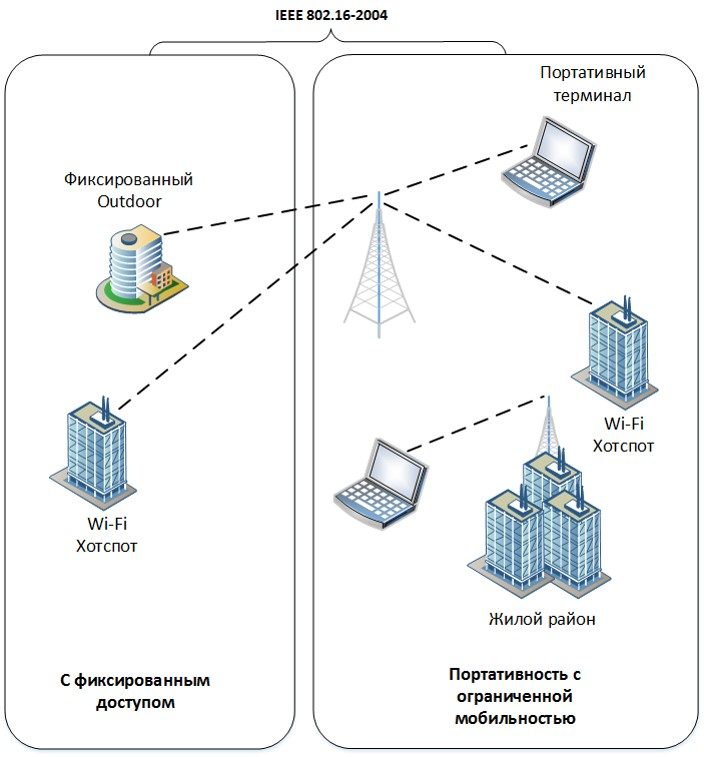 IEEE 802.16-2004
Фиксированный
Outdoor
Wi-Fi
Хотспот
С фиксированным
доступом
Портативный
терминал
Wi-Fi
Хотспот
Жилой район
Портативность с
ограниченной
мобильностью